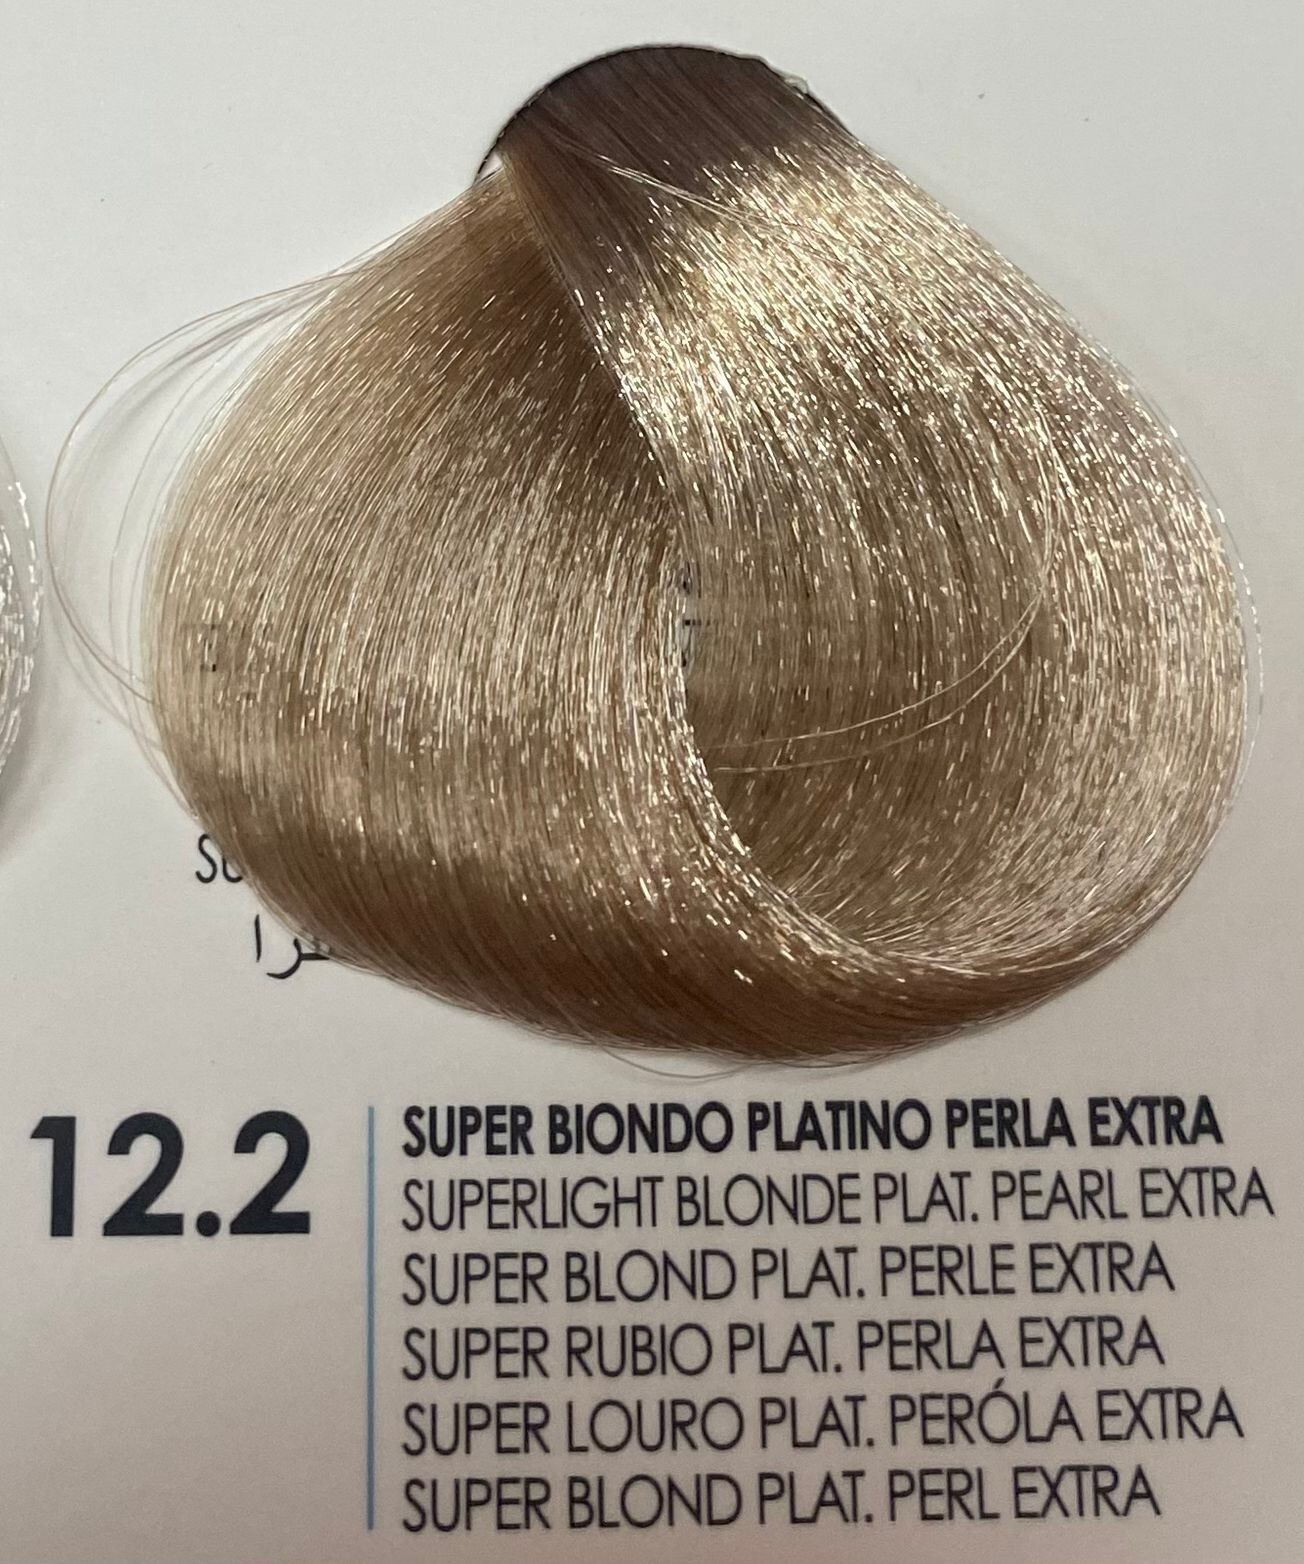 12.2
SUPER BIONDO PLATINO PERLA EXTRA
SUPERLIGHT BLONDE PLAT. PEARL EXTRA
SUPER BLOND PLAT. PERLE EXTRA
SUPER RUBIO PLAT. PERLA EXTRA
SUPER LOURO PLAT. PERÓLA EXTRA
SUPER BLOND PLAT. PERL EXTRA